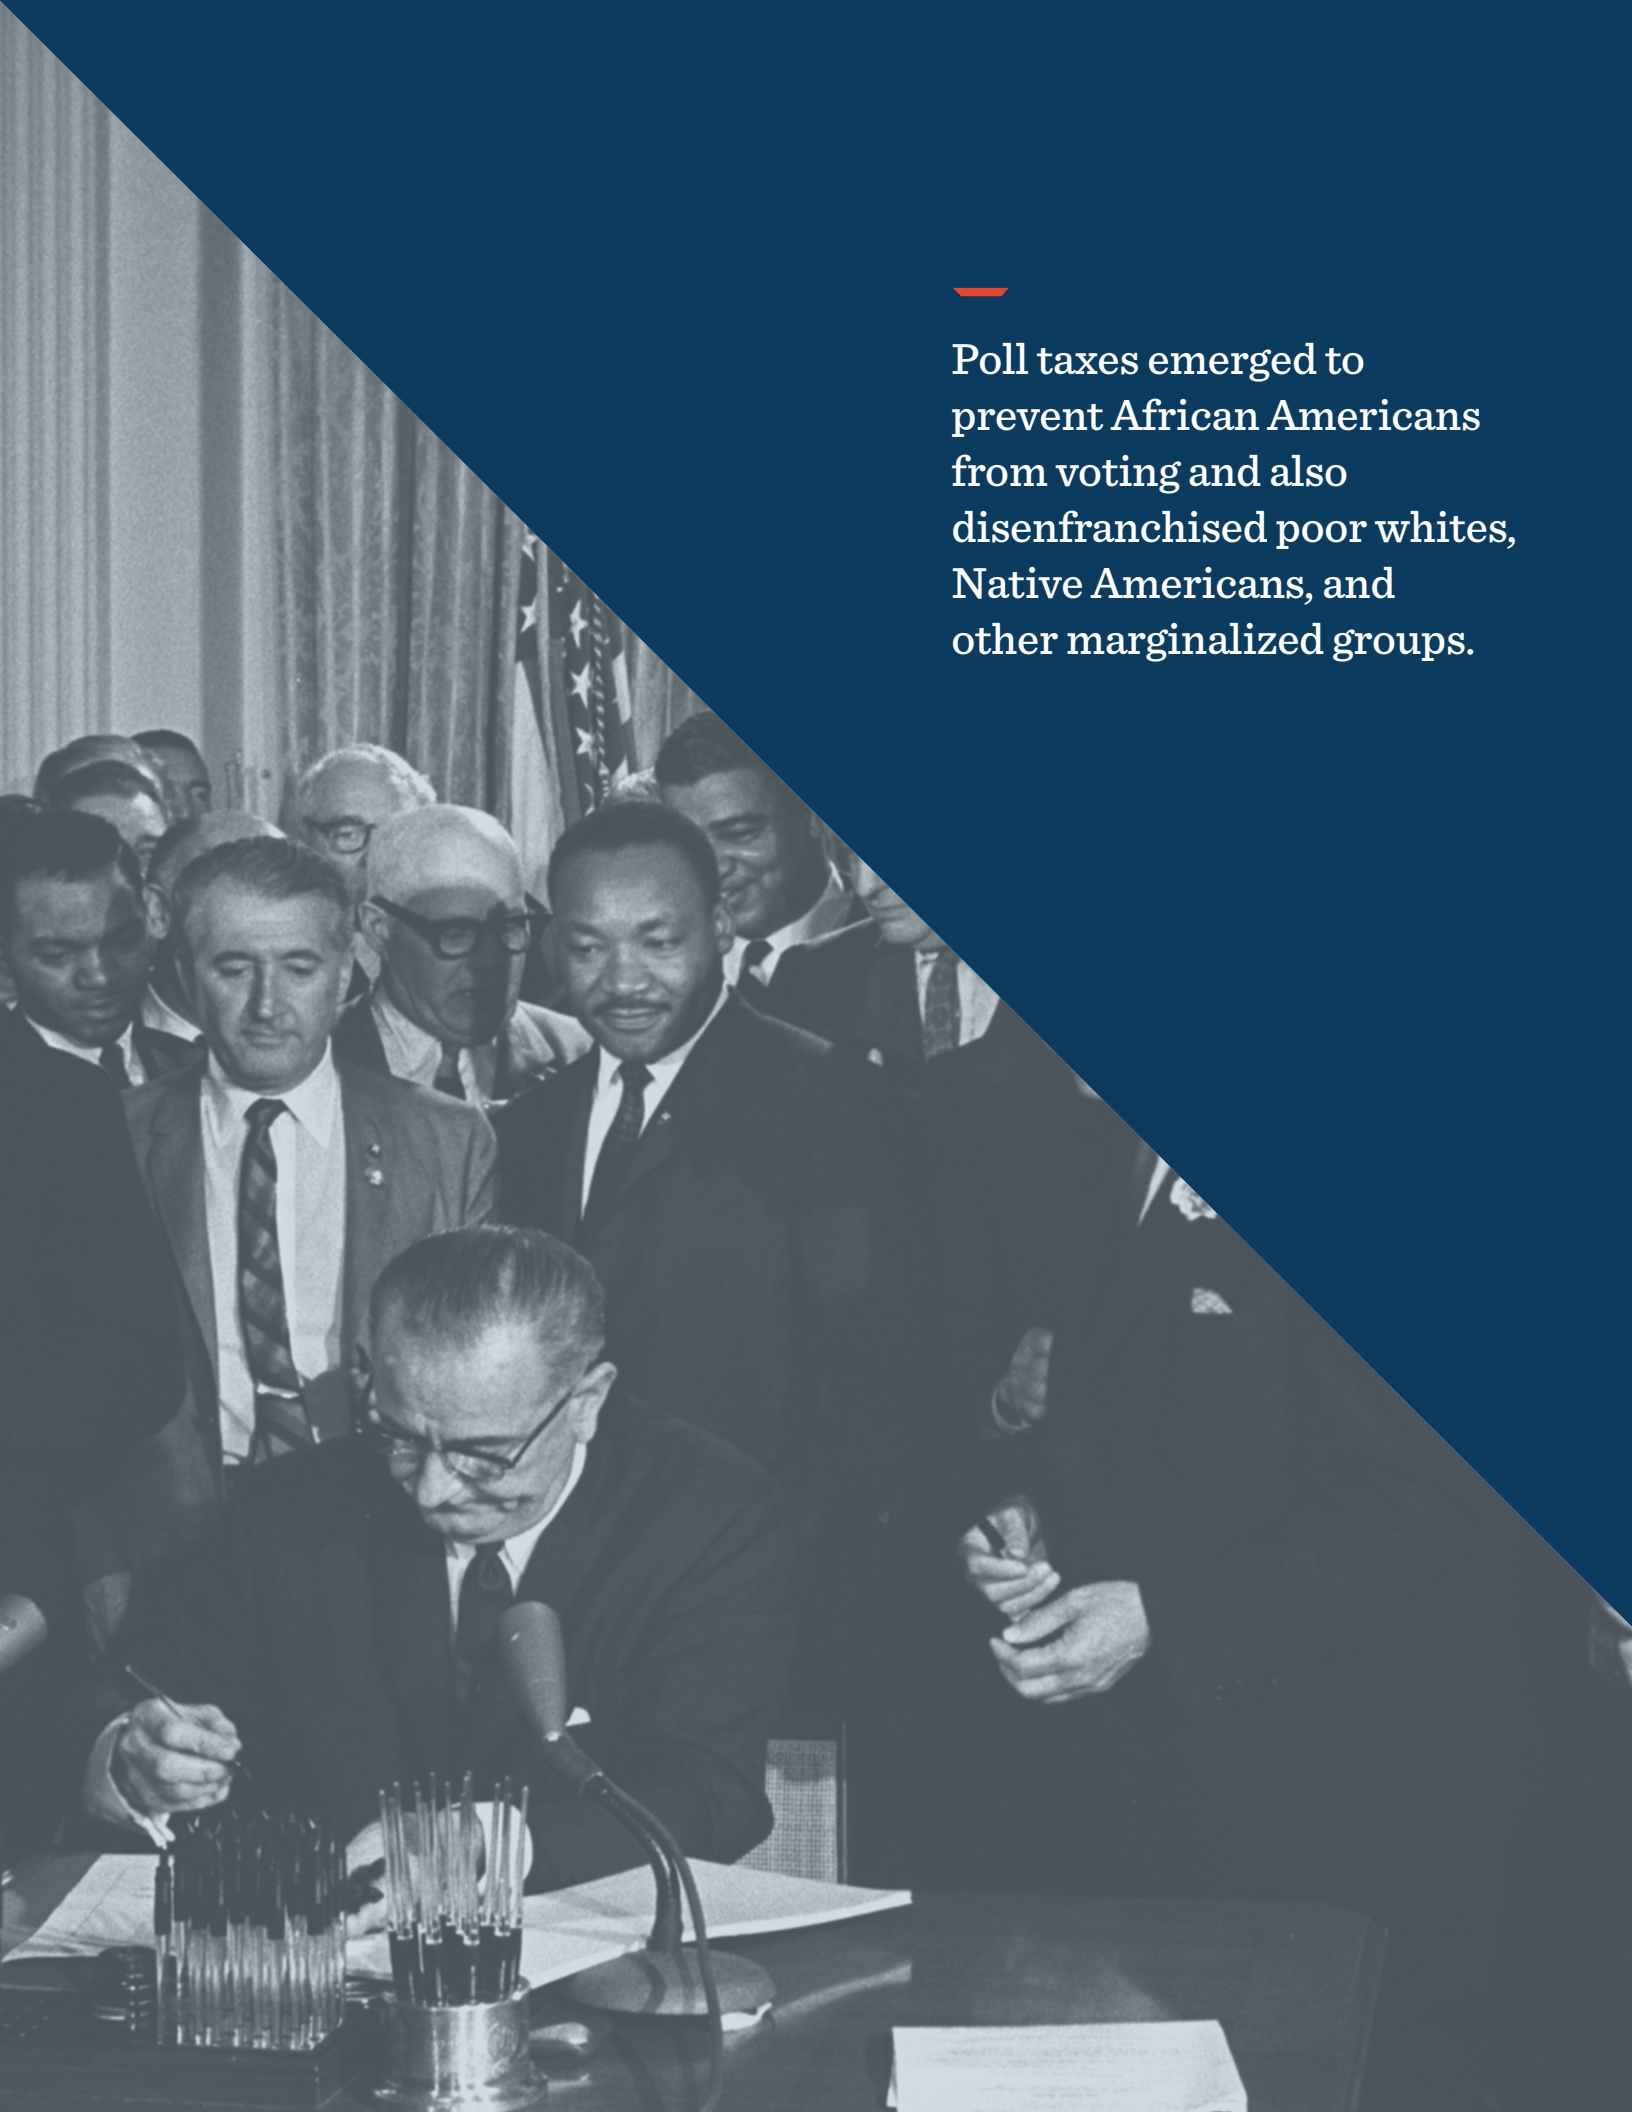 Poll taxes emerged to
prevent African Americans
from voting and also
disenfranchised poor whites,
Native Americans, and
other marginalized groups.